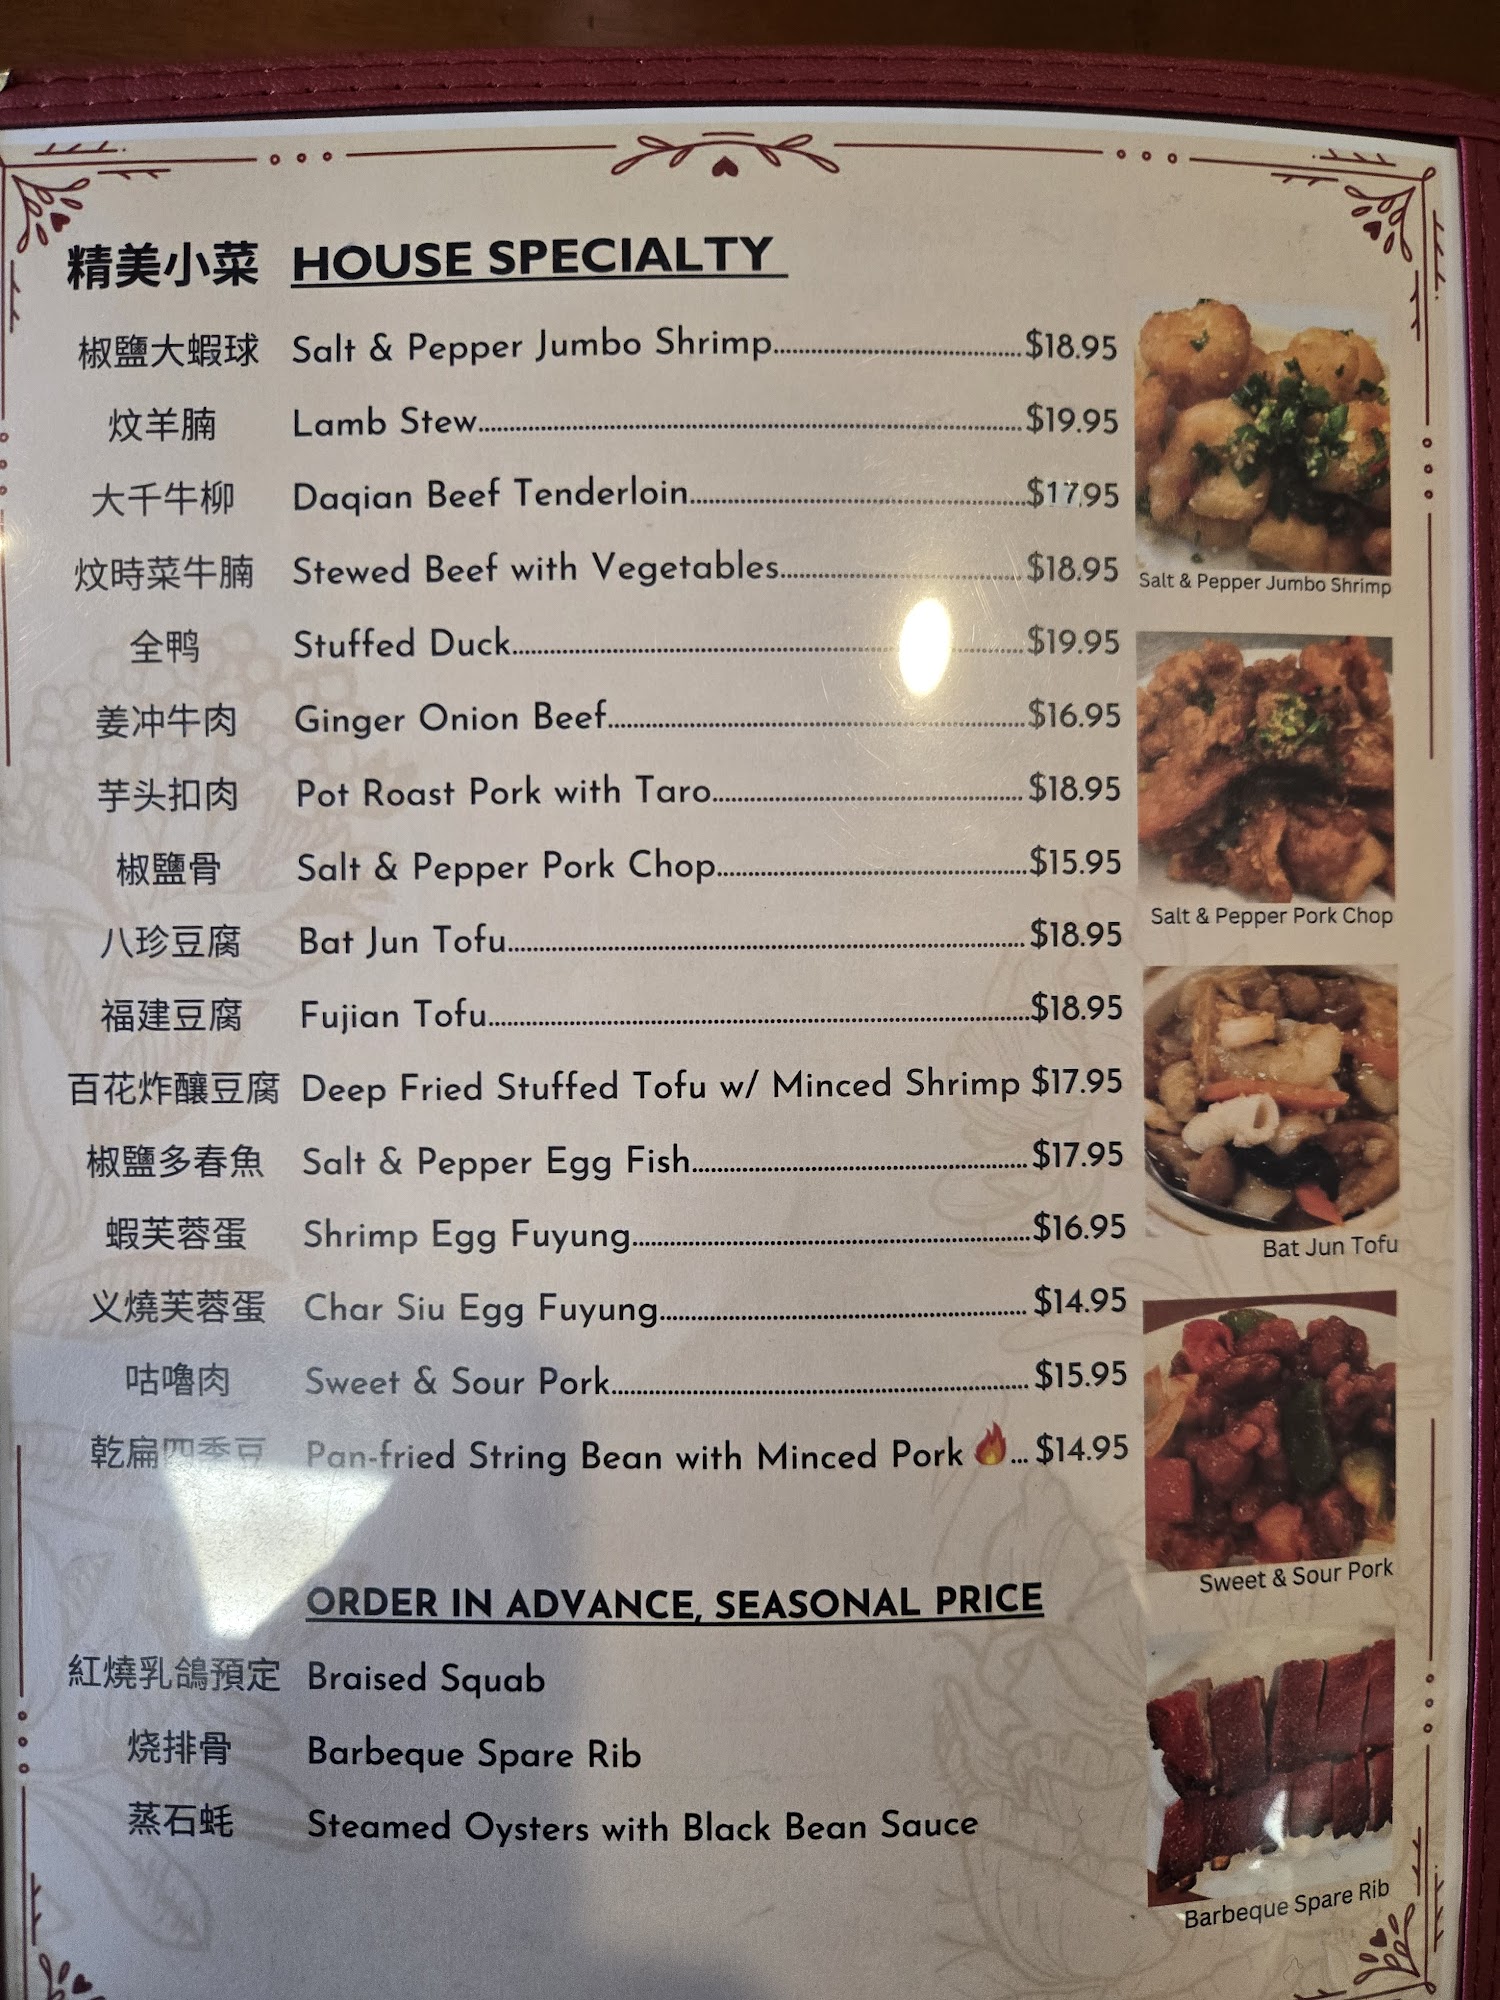 精美小菜 HOUSE SPECIALTY
椒鹽大蝦球 Salt & Pepper Jumbo Shrimp........$18.95
炆羊腩 Lamb Stew........$19.95
大千牛柳 Daqian Beef Tenderloin........$17.95
炆時菜牛腩 Stewed Beef with Vegetables........$18.95
全鸭 Stuffed Duck........$19.95
姜冲牛肉 Ginger Onion Beef........$16.95
芋头扣肉 Pot Roast Pork with Taro........$18.95
椒鹽骨 Salt & Pepper Pork Chop........$15.95
八珍豆腐 Bat Jun Tofu........$18.95
福建豆腐 Fujian Tofu........$18.95
百花炸釀豆腐 Deep Fried Stuffed Tofu w/ Minced Shrimp $17.95
椒鹽多春魚 Salt & Pepper Egg Fish........$17.95
蝦芙蓉蛋 Shrimp Egg Fuyung........$16.95
义燒芙蓉蛋 Char Siu Egg Fuyung........$14.95
咕嚕肉 Sweet & Sour Pork........$15.95
乾扁四季豆 Pan-fried String Bean with Minced Pork 🔥... $14.95
ORDER IN ADVANCE, SEASONAL PRICE
紅燒乳鴿預定 Braised Squab
烧排骨 Barbeque Spare Rib
蒸石蚝 Steamed Oysters with Black Bean Sauce
Salt & Pepper Jumbo Shrimp
Salt & Pepper Pork Chop
Bat Jun Tofu
Sweet & Sour Pork
Barbeque Spare Rib